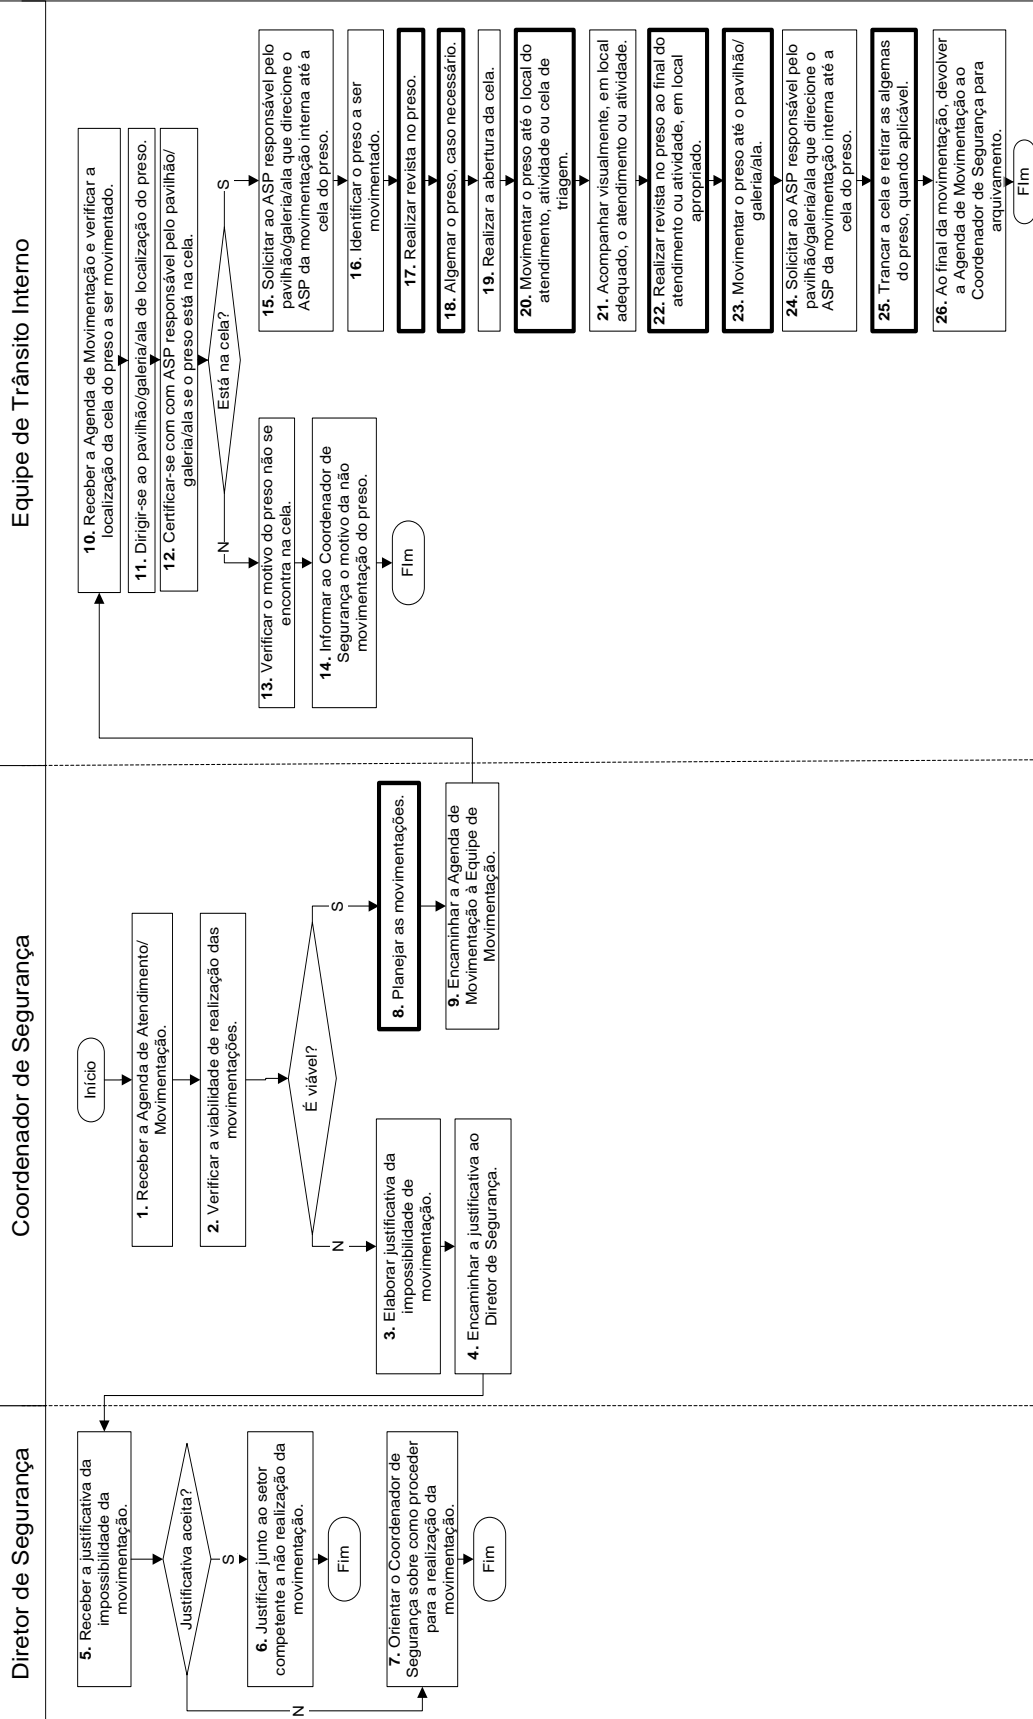 Diretor de Segurança
5. Receber a justificativa da
impossibilidade da
movimentação.
Justificativa aceita?
S
6. Justificar junto ao setor
competente a não realização da
movimentação.
Fim
N
7. Orientar o Coordenador de
Segurança sobre como proceder
para a realização da
movimentação.
Fim
Coordenador de Segurança
Início
1. Receber a Agenda de Atendimento/
Movimentação.
2. Verificar a viabilidade de realização das
movimentações.
É viável?
N
3. Elaborar justificativa da
impossibilidade de
movimentação.
4. Encaminhar a justificativa ao
Diretor de Segurança.
S
8. Planejar as movimentações.
9. Encaminhar a Agenda de
Movimentação à Equipe de
Movimentação.
Equipe de Trânsito Interno
10. Receber a Agenda de Movimentação e verificar a
localização da cela do preso a ser movimentado.
11. Dirigir-se ao pavilhão/galeria/ala de localização do preso.
12. Certificar-se com com ASP responsável pelo pavilhão/
galeria/ala se o preso está na cela.
Está na cela?
N
13. Verificar o motivo do preso não se
encontra na cela.
14. Informar ao Coordenador de
Segurança o motivo da não
movimentação do preso.
FIm
S
15. Solicitar ao ASP responsável pelo
pavilhão/galeria/ala que direcione o
ASP da movimentação interna até a
cela do preso.
16. Identificar o preso a ser
movimentado.
17. Realizar revista no preso.
18. Algemar o preso, caso necessário.
19. Realizar a abertura da cela.
20. Movimentar o preso até o local do
atendimento, atividade ou cela de
triagem.
21. Acompanhar visualmente, em local
adequado, o atendimento ou atividade.
22. Realizar revista no preso ao final do
atendimento ou atividade, em local
apropriado.
23. Movimentar o preso até o pavilhão/
galeria/ala.
24. Solicitar ao ASP responsável pelo
pavilhão/galeria/ala que direcione o
ASP da movimentação interna até a
cela do preso.
25. Trancar a cela e retirar as algemas
do preso, quando aplicável.
26. Ao final da movimentação, devolver
a Agenda de Movimentação ao
Coordenador de Segurança para
arquivamento.
FIm